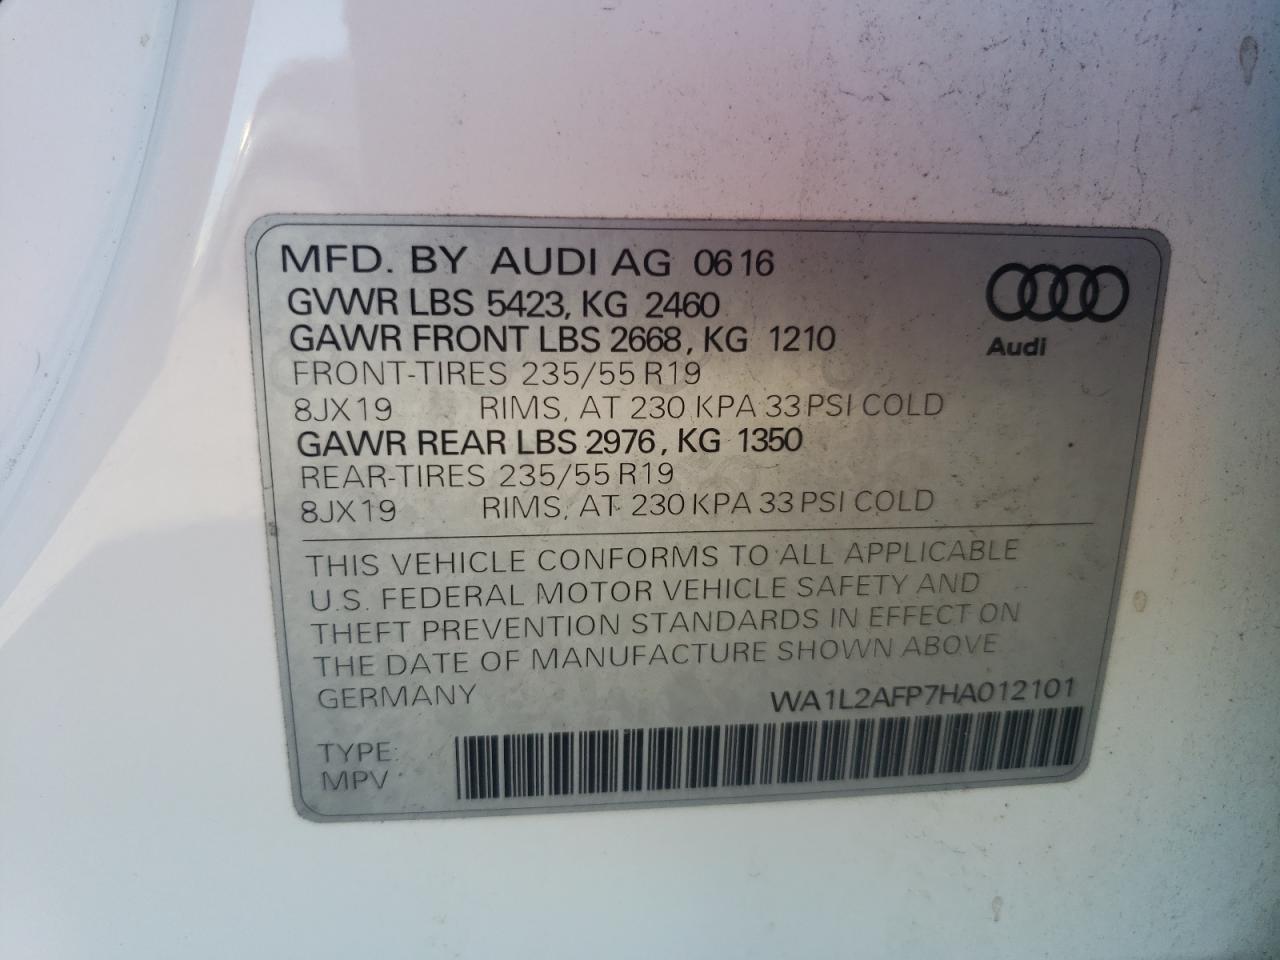 MFD. BY AUDI AG 0616
GVWR LBS 5423, KG 2460
GAWR FRONT LBS 2668, KG 1210
FRONT-TIRES 235/55 R19
8JX19 RIMS, AT 230 KPA 33 PSI COLD
GAWR REAR LBS 2976, KG 1350
REAR-TIRES 235/55 R19
8JX19 RIMS, AT 230 KPA 33 PSI COLD
Audi
THIS VEHICLE CONFORMS TO ALL APPLICABLE
U.S. FEDERAL MOTOR VEHICLE SAFETY AND
THEFT PREVENTION STANDARDS IN EFFECT ON
THE DATE OF MANUFACTURE SHOWN ABOVE
GERMANY WA1L2AFP7HA012101
TYPE:
MPV